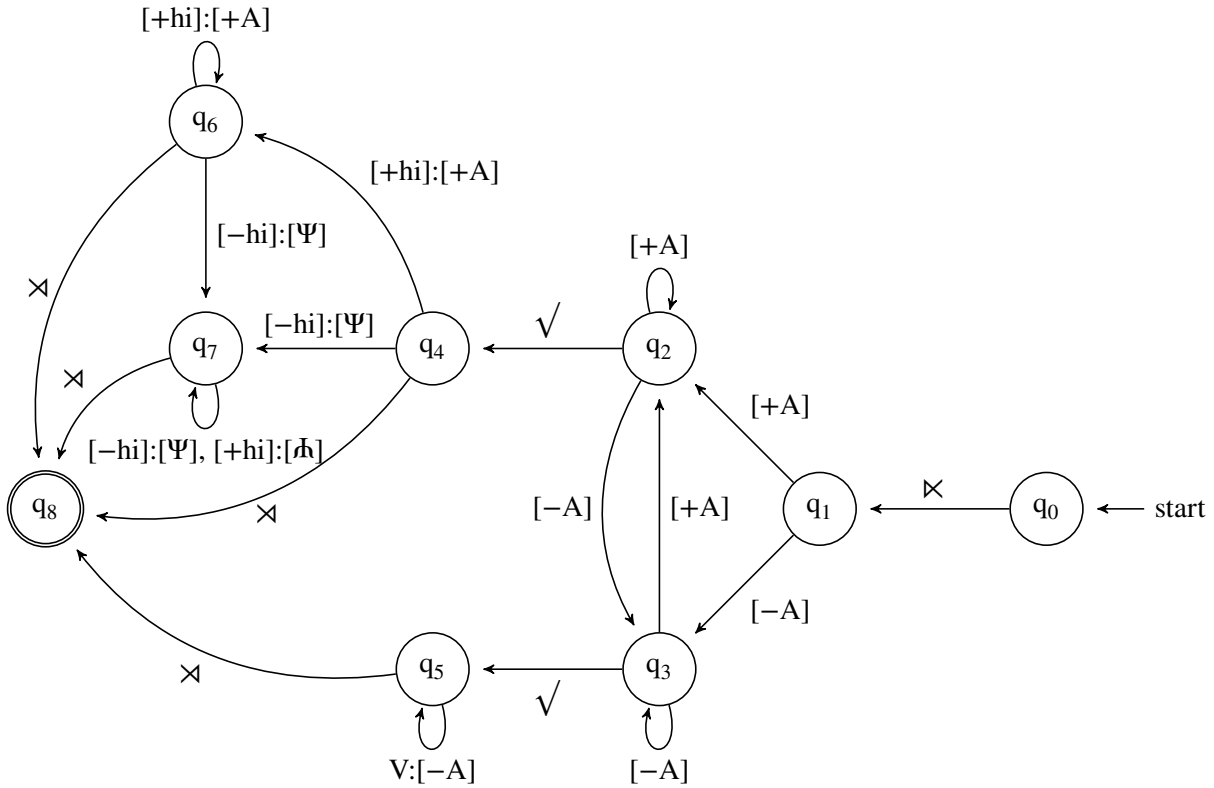 [+hi]:[+A]
q6
[+hi]:[+A]
[−hi]:[Ψ]
[+A]
⋊
[−hi]:[Ψ]
√
q7
q4
q2
⋊
[+A]
[−hi]:[Ψ], [+hi]:[Ѫ]
q8
⋊
[−A]
[+A]
q1
⋉
q0
start
[−A]
⋊
q5
√
q3
V:[−A]
[−A]